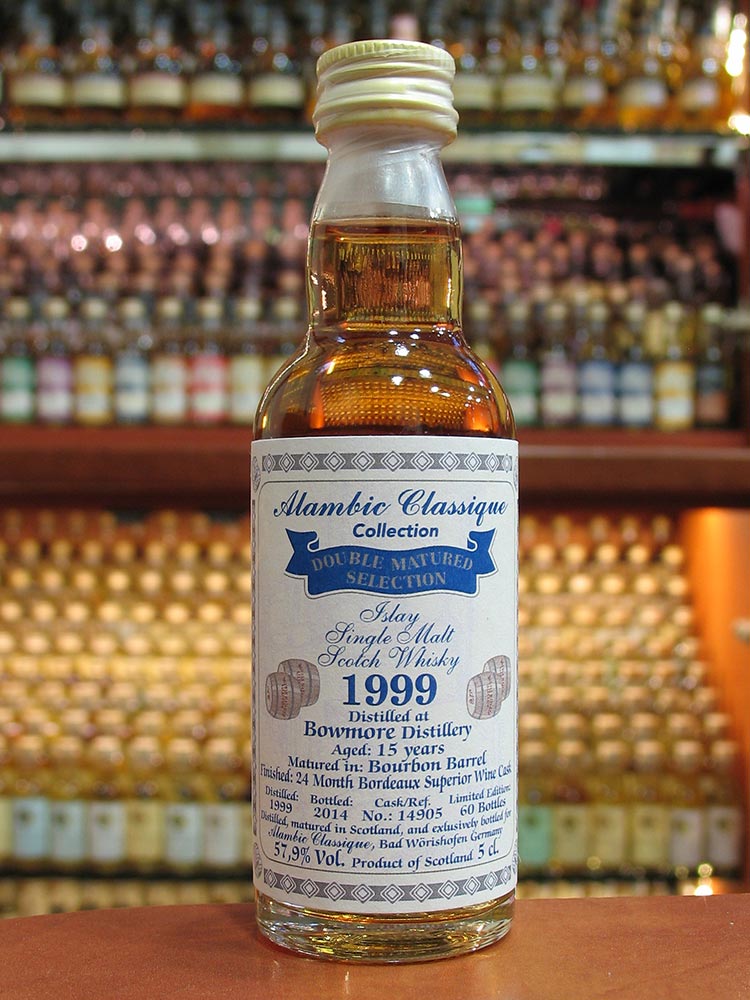 Alambic Classique
Collection
DOUBLE MATURED
SELECTION
Islay
Single Malt
Scotch Whisky
1999
Distilled at
Bowmore Distillery
Aged: 15 years
Matured in: Bourbon Barrel
Finished: 24 Month Bordeaux Superior Wine Cask
Distilled: Bottled: Cask/Ref. Limited Edition:
1999 2014 No.: 14905 60 Bottles
Distilled, matured in Scotland, and exlusively bottled for
Alambic Classique, Bad Wörishofen Germany
57,9% Vol. Product of Scotland 5 cl.